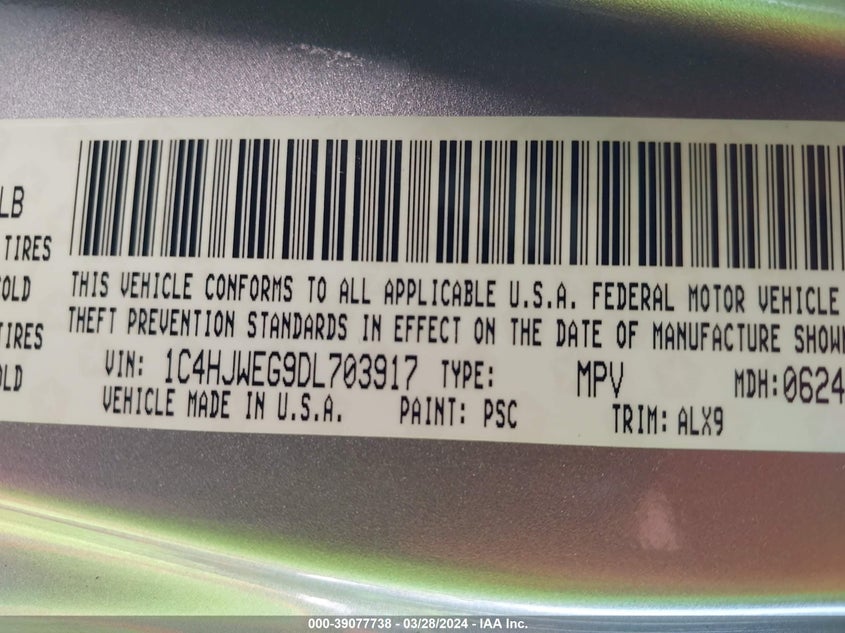 LB
TIRES
OLD
TIRES
OLD
THIS VEHICLE CONFORMS TO ALL APPLICABLE U.S.A. FEDERAL MOTOR VEHICLE
THEFT PREVENTION STANDARDS IN EFFECT ON THE DATE OF MANUFACTURE SHOWN
VIN: 1C4HJWEG9DL703917 TYPE: MPV MDH:0624
VEHICLE MADE IN U.S.A. PAINT: PSC TRIM: ALX9
000-39077738 - 03/28/2024 - IAA Inc.